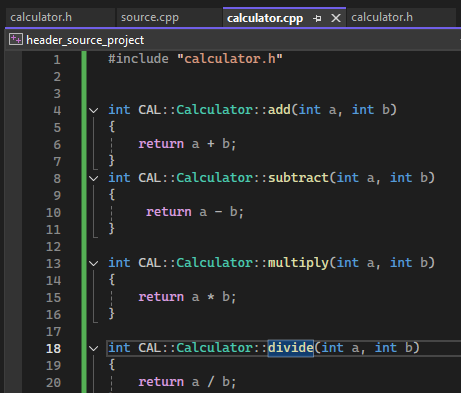 calculator.h source.cpp calculator.cpp calculator.h
header_source_project
1 #include "calculator.h"
2
3
4 int CAL::Calculator::add(int a, int b)
5 {
6     return a + b;
7 }
8 int CAL::Calculator::subtract(int a, int b)
9 {
10      return a - b;
11 }
12
13 int CAL::Calculator::multiply(int a, int b)
14 {
15     return a * b;
16 }
17
18 int CAL::Calculator::divide(int a, int b)
19 {
20     return a / b;